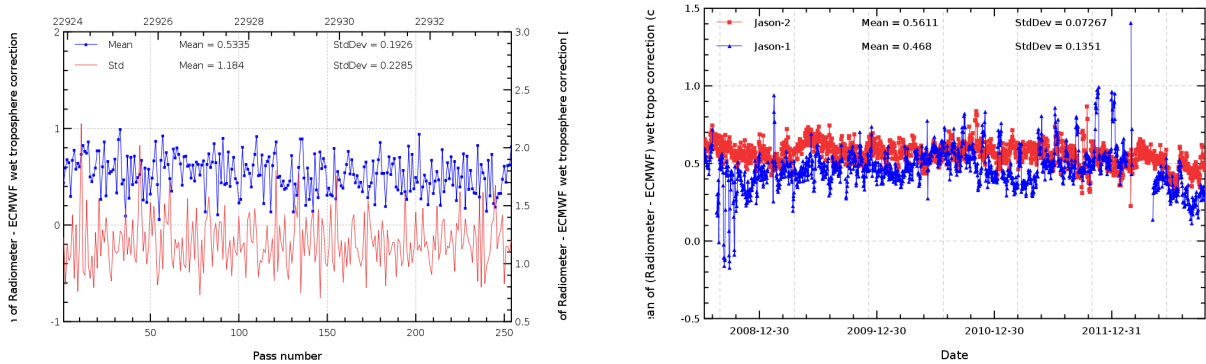 22924 22926 22928 22930 22932
2 3.0
Mean Mean = 0.5335 StdDev = 0.1926
Std Mean = 1.184 StdDev = 0.2285
2.5
1 2.0
1.5
0 1.0
-1 0.5
50 100 150 200 250
Pass number
of Radiometer - ECMWF wet troposphere correction
of Radiometer - ECMWF wet troposphere correction [
1.5
Jason-2 Mean = 0.5611 StdDev = 0.07267
Jason-1 Mean = 0.468 StdDev = 0.1351
1.0
0.5
0.0
-0.5
2008-12-30 2009-12-30 2010-12-30 2011-12-31
Date
of (Radiometer - ECMWF) wet tropo correction (c